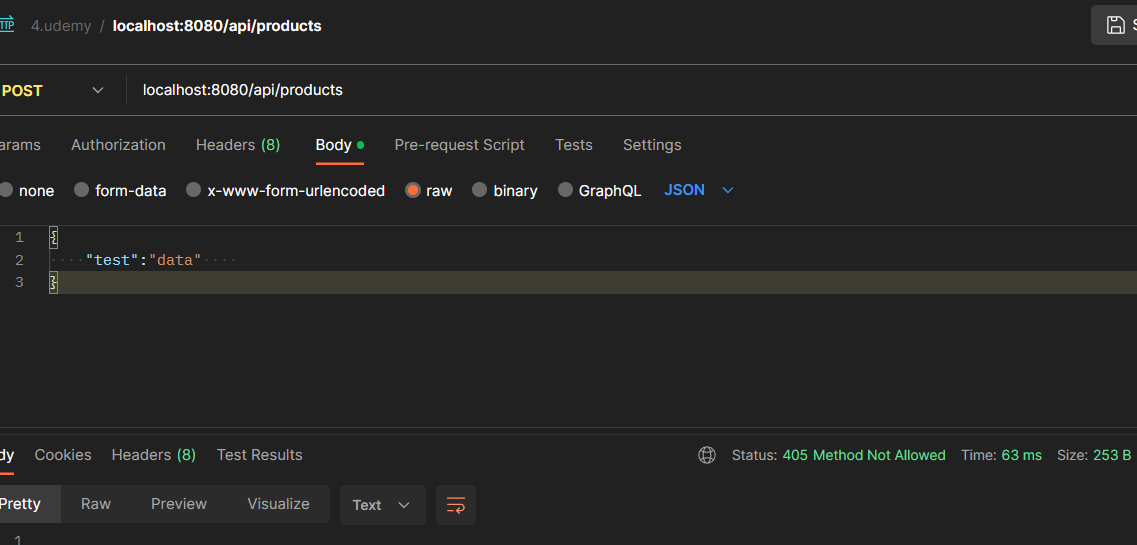 4.udemy / localhost:8080/api/products
POST localhost:8080/api/products
arams Authorization Headers (8) Body Pre-request Script Tests Settings
none form-data x-www-form-urlencoded raw binary GraphQL JSON
1 {
2 "test":"data"
3 }
dy Cookies Headers (8) Test Results Status: 405 Method Not Allowed Time: 63 ms Size: 253 B
Pretty Raw Preview Visualize Text
1